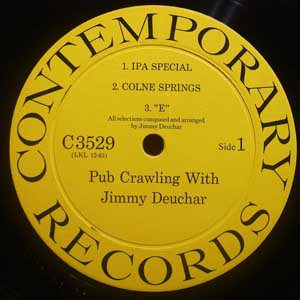 CONTEMPORARY
1. IPA SPECIAL
2. COLNE SPRINGS
3. "E"
All selections composed and arranged
by Jimmy Deuchar
C 3529
(LKL 12-65)
Side 1
Pub Crawling With
Jimmy Deuchar
RECORDS